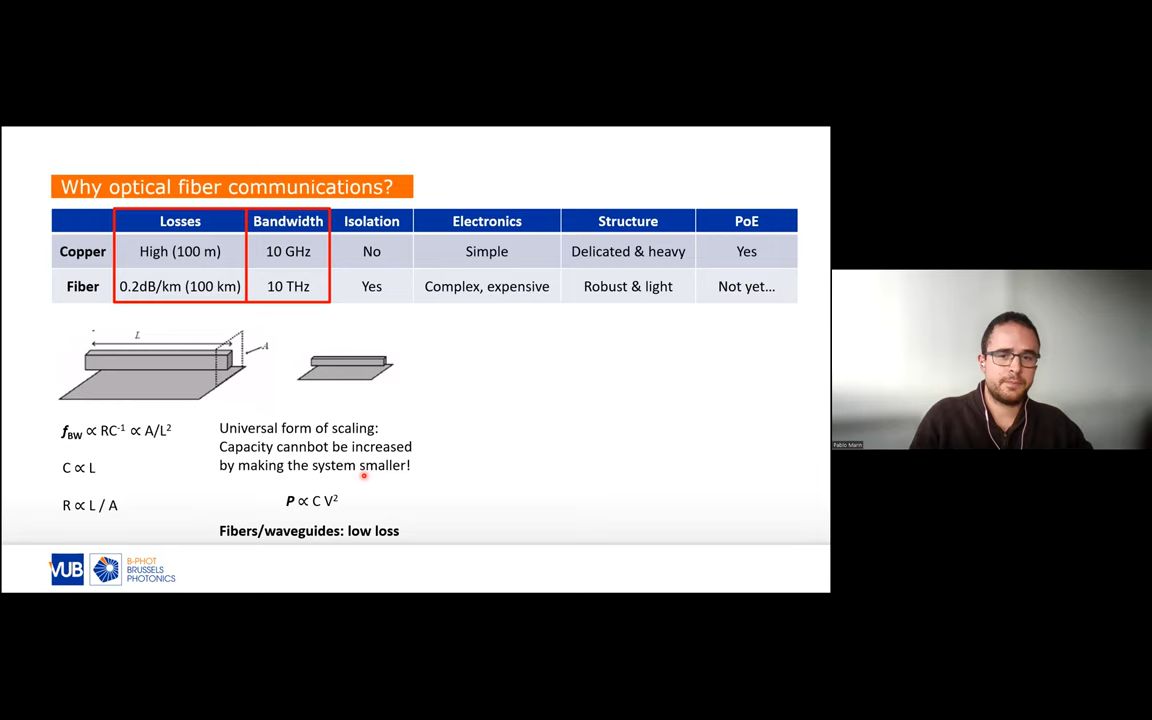 Why optical fiber communications?
Losses Bandwidth Isolation Electronics Structure PoE
Copper High (100 m) 10 GHz No Simple Delicated & heavy Yes
Fiber 0.2dB/km (100 km) 10 THz Yes Complex, expensive Robust & light Not yet...
L
A
f_BW ∝ RC⁻¹ ∝ A/L²
C ∝ L
R ∝ L / A
Universal form of scaling:
Capacity cannbot be increased
by making the system smaller!
P ∝ C V²
Fibers/waveguides: low loss
VUB
B-PHOT
BRUSSELS
PHOTONICS
Pablo Marin